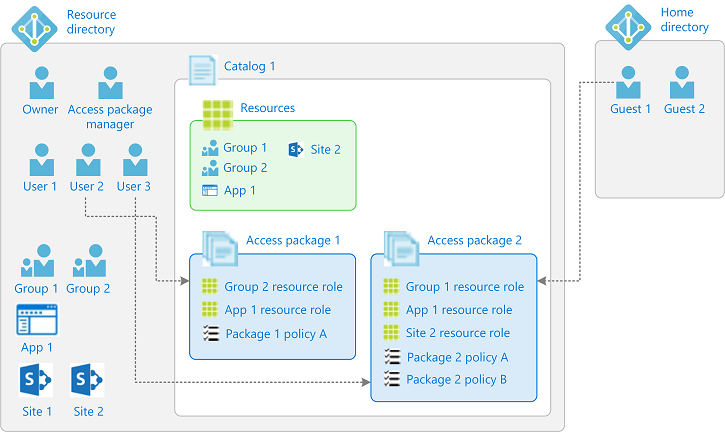 Resource
directory
Home
directory
Catalog 1
Owner
Access package
manager
Guest 1
Guest 2
Resources
Group 1
Site 2
Group 2
App 1
User 1
User 2
User 3
Access package 1
Access package 2
Group 2 resource role
App 1 resource role
Package 1 policy A
Group 1 resource role
App 1 resource role
Site 2 resource role
Package 2 policy A
Package 2 policy B
Group 1
Group 2
App 1
S
S
Site 1
Site 2